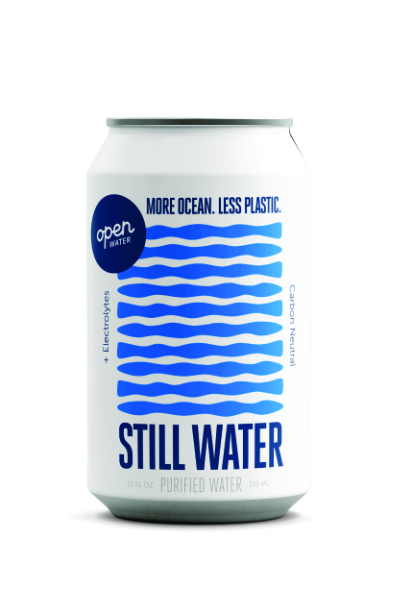 MORE OCEAN. LESS PLASTIC.
open
WATER
+ Electrolytes
Carbon Neutral
STILL WATER
12 FL OZ PURIFIED WATER 355 ML